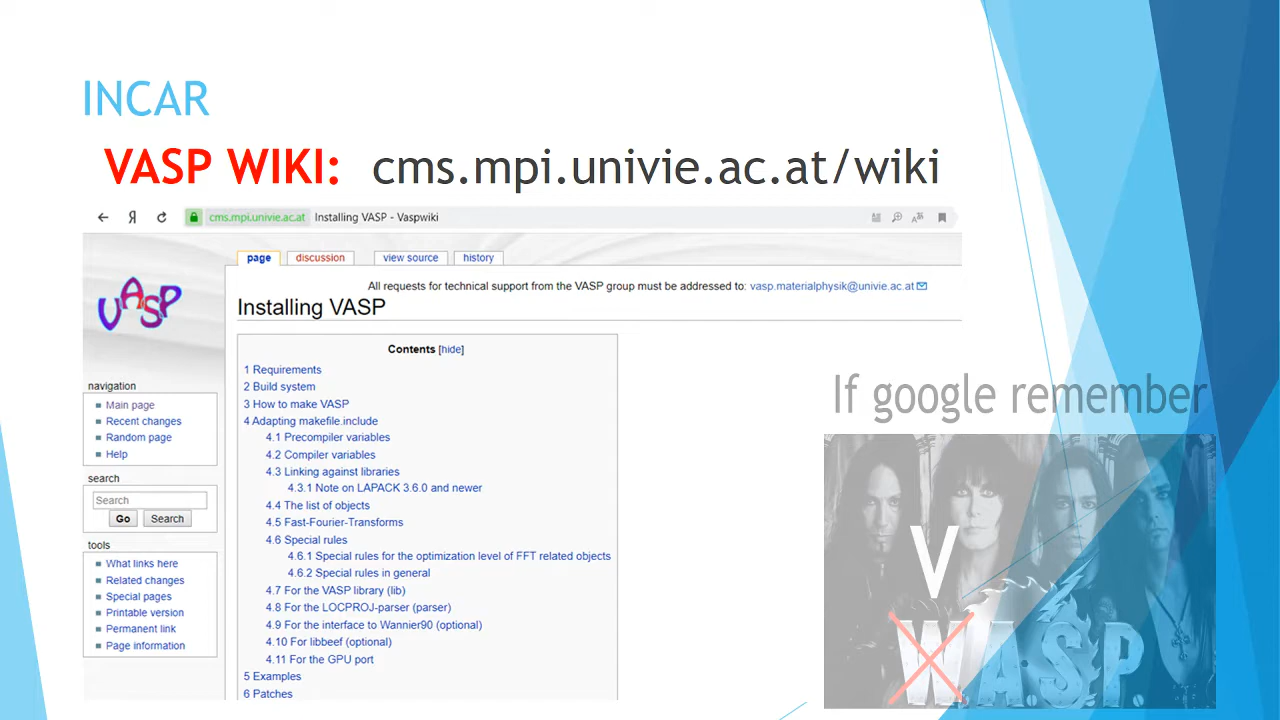 INCAR
VASP WIKI: cms.mpi.univie.ac.at/wiki
Я cms.mpi.univie.ac.at Installing VASP - Vaspwiki
page discussion view source history
All requests for technical support from the VASP group must be addressed to: vasp.materialphysik@univie.ac.at
VASP
Installing VASP
Contents [hide]
1 Requirements
2 Build system
3 How to make VASP
4 Adapting makefile.include
4.1 Precompiler variables
4.2 Compiler variables
4.3 Linking against libraries
4.3.1 Note on LAPACK 3.6.0 and newer
4.4 The list of objects
4.5 Fast-Fourier-Transforms
4.6 Special rules
4.6.1 Special rules for the optimization level of FFT related objects
4.6.2 Special rules in general
4.7 For the VASP library (lib)
4.8 For the LOCPROJ-parser (parser)
4.9 For the interface to Wannier90 (optional)
4.10 For libbeef (optional)
4.11 For the GPU port
5 Examples
6 Patches
navigation
Main page
Recent changes
Random page
Help
search
Search
Go Search
tools
What links here
Related changes
Special pages
Printable version
Permanent link
Page information
If google remember
V
W.A.S.P.